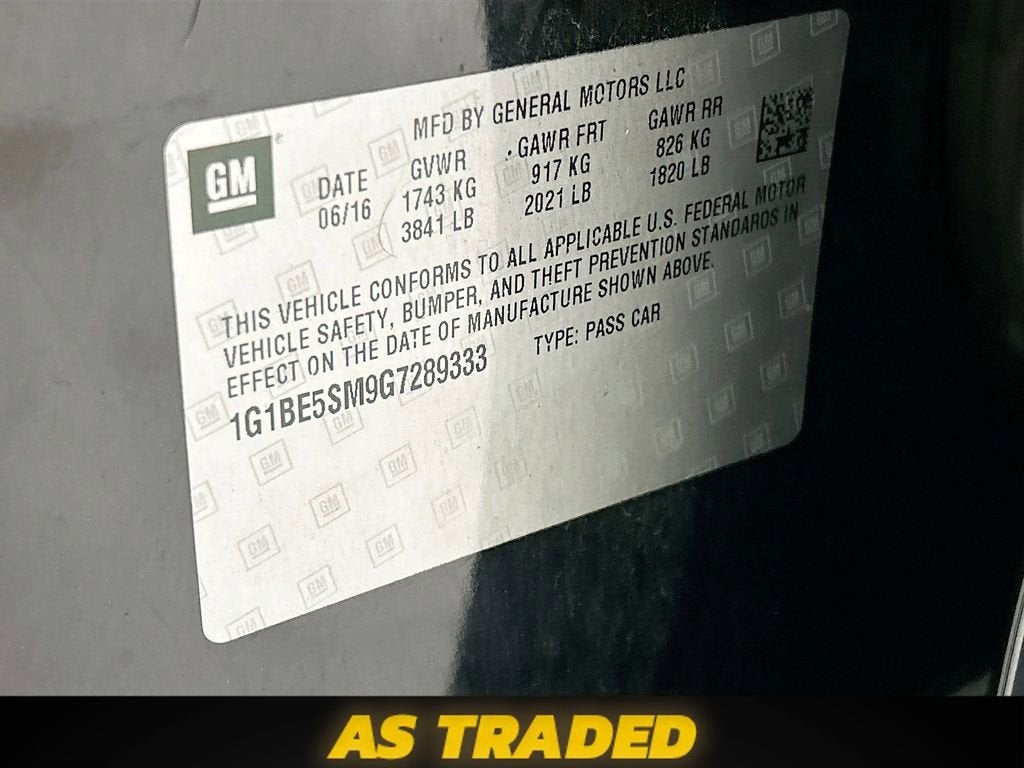 GM
MFD BY GENERAL MOTORS LLC
DATE GVWR GAWR FRT GAWR RR
06/16 1743 KG 917 KG 826 KG
3841 LB 2021 LB 1820 LB
THIS VEHICLE CONFORMS TO ALL APPLICABLE U.S. FEDERAL MOTOR
VEHICLE SAFETY, BUMPER, AND THEFT PREVENTION STANDARDS IN
EFFECT ON THE DATE OF MANUFACTURE SHOWN ABOVE.
1G1BE5SM9G7289333 TYPE: PASS CAR
AS TRADED